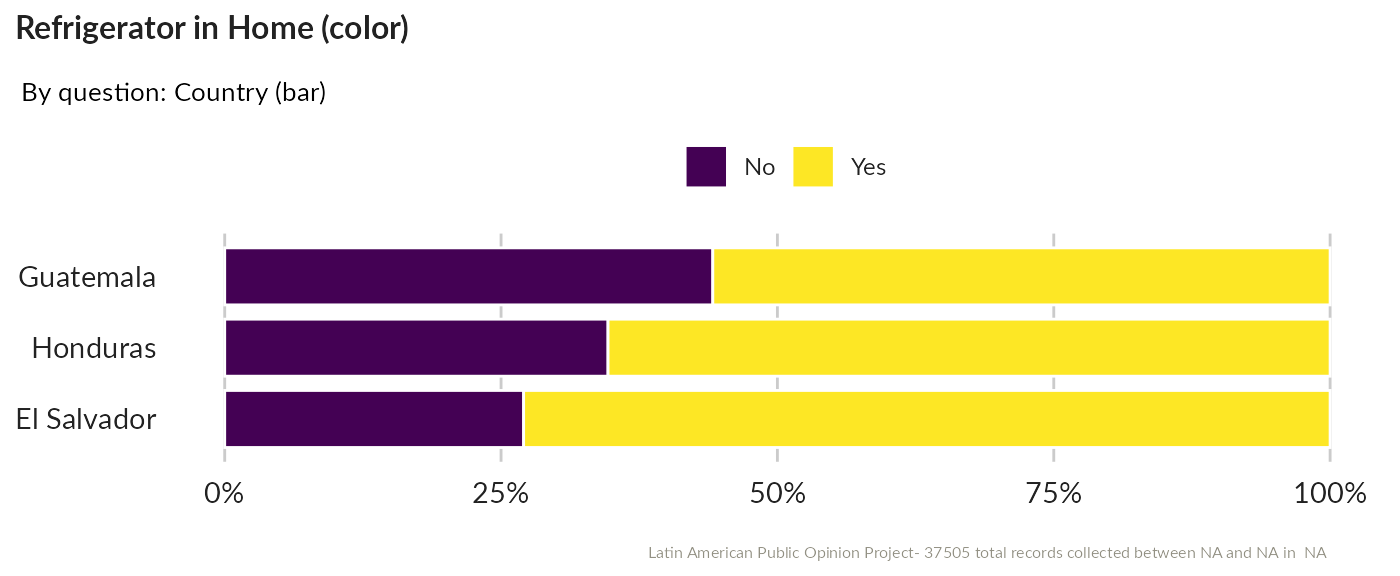 Refrigerator in Home (color)
By question: Country (bar)
No Yes
Guatemala
Honduras
El Salvador
0% 25% 50% 75% 100%
Latin American Public Opinion Project- 37505 total records collected between NA and NA in  NA